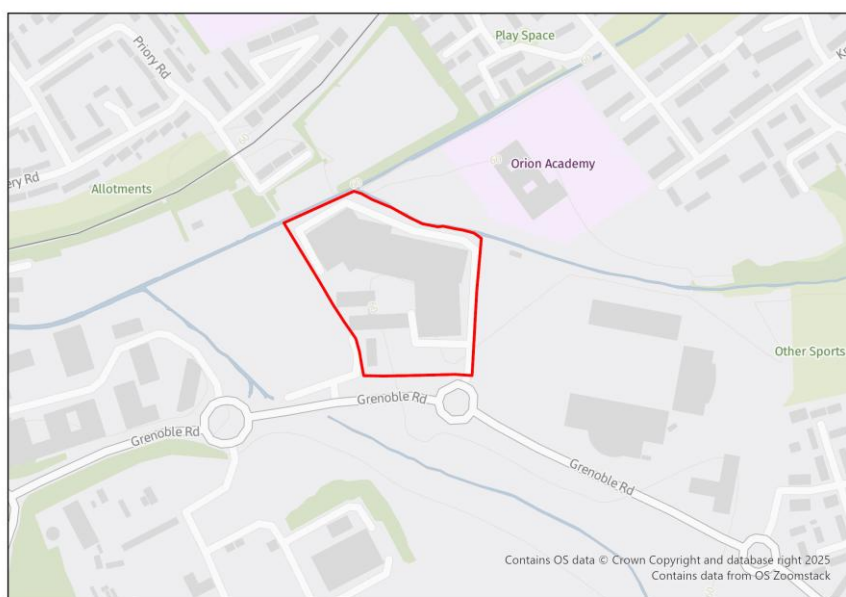 Play Space
Priory Rd
Orion Academy
Allotments
ery Rd
Other Sports
Grenoble Rd
Grenoble Rd
Grenoble Rd
Contains OS data © Crown Copyright and database right 2025
Contains data from OS Zoomstack